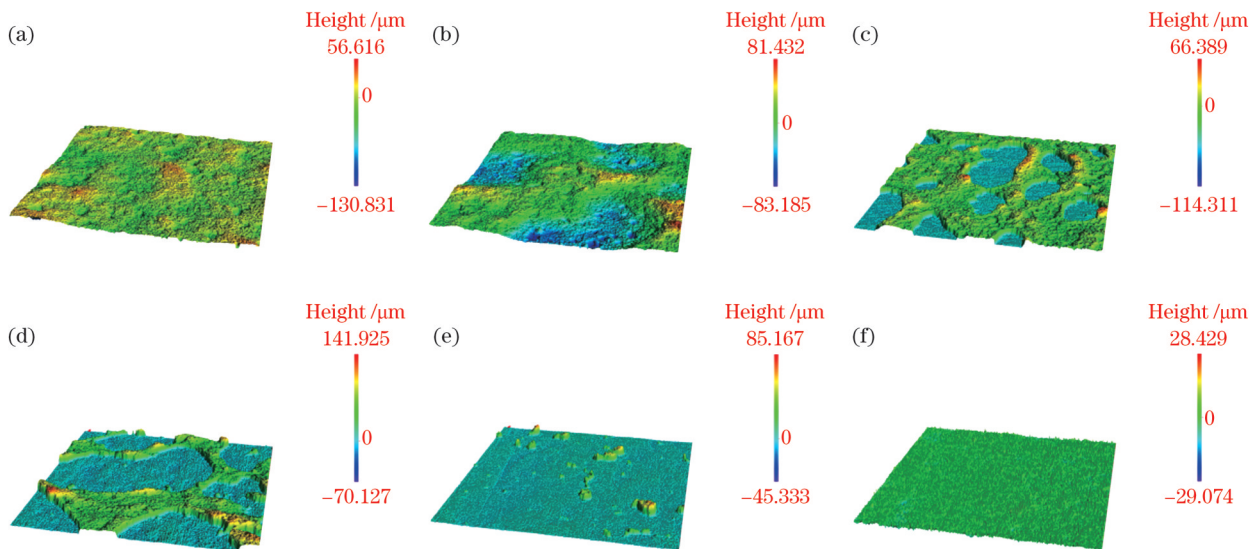 (a)
Height /μm
56.616
0
−130.831
(b)
Height /μm
81.432
0
−83.185
(c)
Height /μm
66.389
0
−114.311
(d)
Height /μm
141.925
0
−70.127
(e)
Height /μm
85.167
0
−45.333
(f)
Height /μm
28.429
0
−29.074